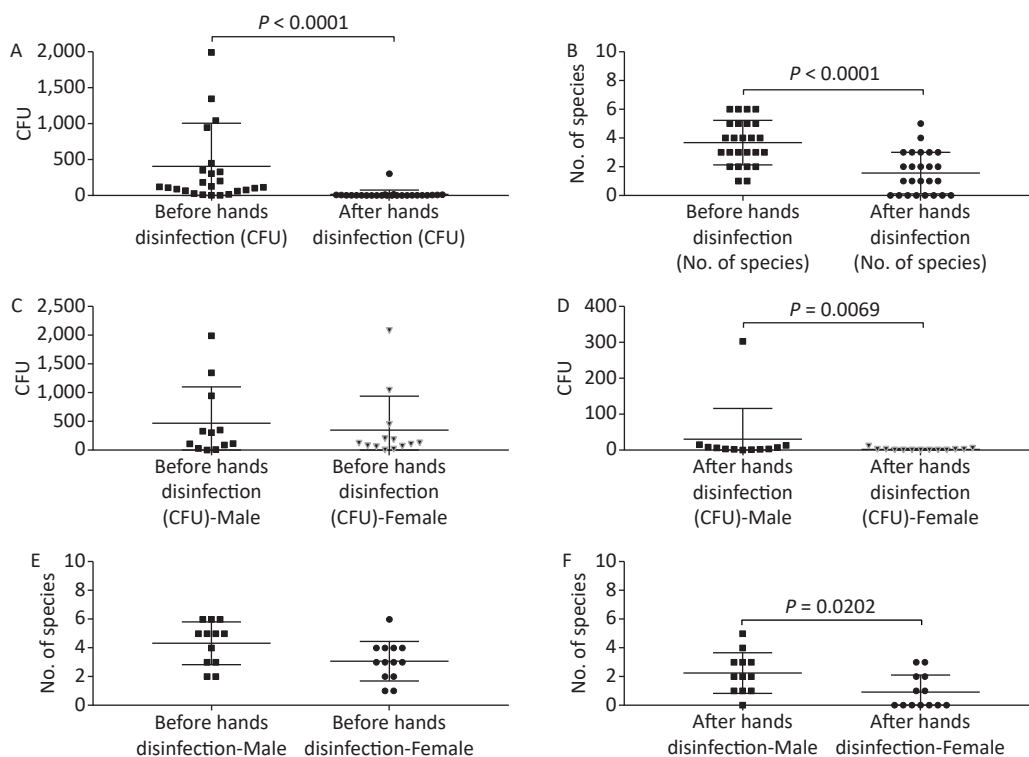 A
P < 0.0001
CFU
2,000
1,500
1,000
500
0
Before hands
disinfection (CFU)
After hands
disinfection (CFU)
B
P < 0.0001
No. of species
10
8
6
4
2
0
Before hands
disinfection
(No. of species)
After hands
disinfection
(No. of species)
C
CFU
2,500
2,000
1,500
1,000
500
0
Before hands
disinfection
(CFU)-Male
Before hands
disinfection
(CFU)-Female
D
P = 0.0069
CFU
400
300
200
100
0
After hands
disinfection
(CFU)-Male
After hands
disinfection
(CFU)-Female
E
No. of species
10
8
6
4
2
0
Before hands
disinfection-Male
Before hands
disinfection-Female
F
P = 0.0202
No. of species
10
8
6
4
2
0
After hands
disinfection-Male
After hands
disinfection-Female